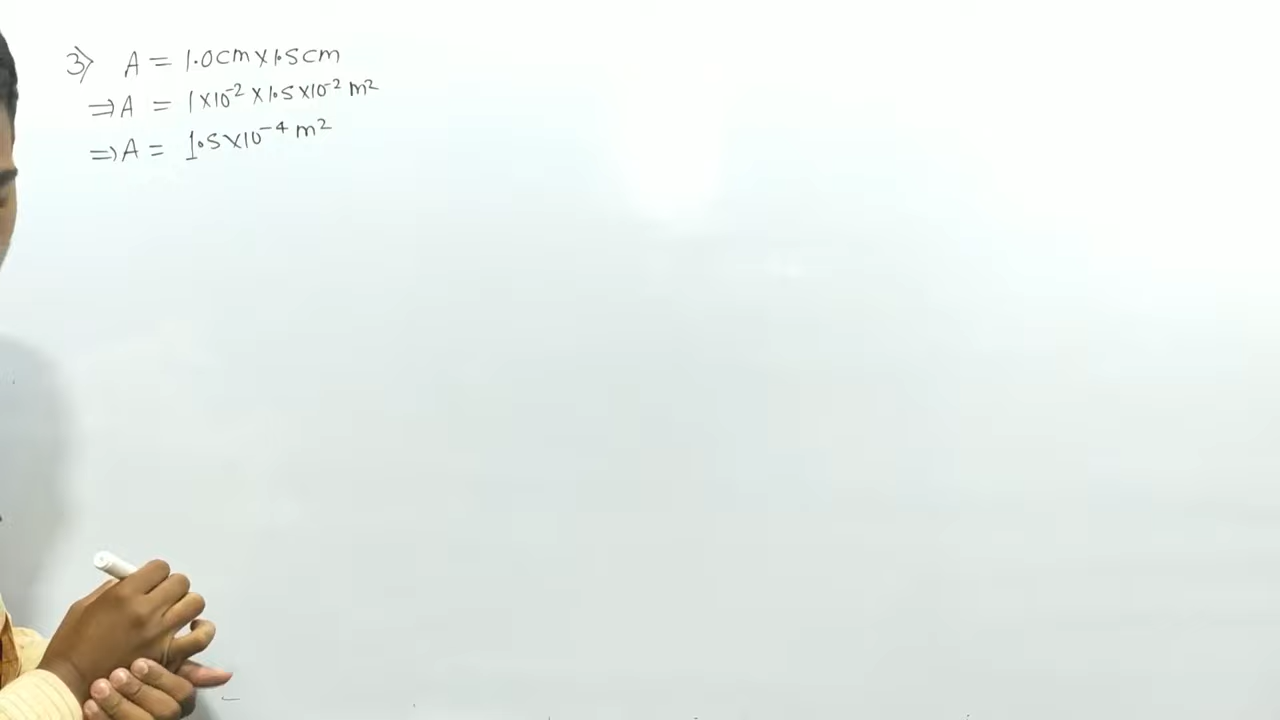 3) A = 1.0cm×1.5cm
⇒A = 1×10⁻² ×1.5×10⁻² m²
⇒A = 1.5×10⁻⁴ m²